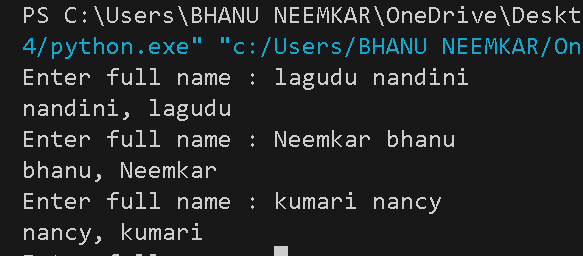 PS C:\Users\BHANU NEEMKAR\OneDrive\Deskt
4/python.exe" "c:/Users/BHANU NEEMKAR/On
Enter full name : lagudu nandini
nandini, lagudu
Enter full name : Neemkar bhanu
bhanu, Neemkar
Enter full name : kumari nancy
nancy, kumari